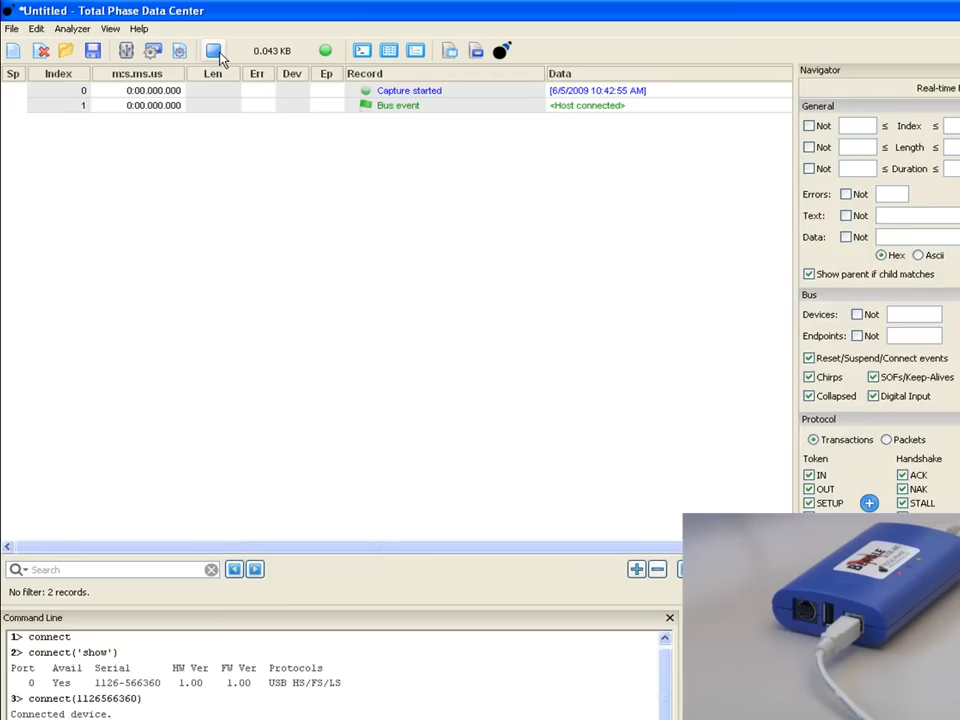 *Untitled - Total Phase Data Center
File Edit Analyzer View Help
0.043 KB
Sp Index m:s.ms.us Len Err Dev Ep Record Data
0 0:00.000.000 Capture started [6/5/2009 10:42:55 AM]
1 0:00.000.000 Bus event <Host connected>
Navigator
Real-time
General
Not ≤ Index ≤
Not ≤ Length ≤
Not ≤ Duration ≤
Errors: Not
Text: Not
Data: Not
Hex Ascii
Show parent if child matches
Bus
Devices: Not
Endpoints: Not
Reset/Suspend/Connect events
Chirps SOFs/Keep-Alives
Collapsed Digital Input
Protocol
Transactions Packets
Token Handshake
IN ACK
OUT NAK
SETUP STALL
Search
No filter: 2 records.
Command Line
1> connect
2> connect('show')
Port Avail Serial HW Ver FW Ver Protocols
0 Yes 1126-566360 1.00 1.00 USB HS/FS/LS
3> connect(1126566360)
Connected device.